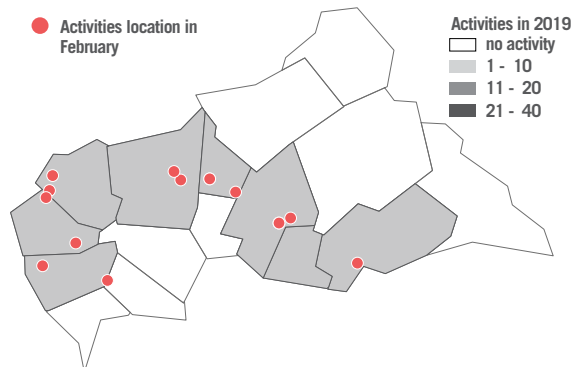 Activities location in
February
Activities in 2019
no activity
1 - 10
11 - 20
21 - 40